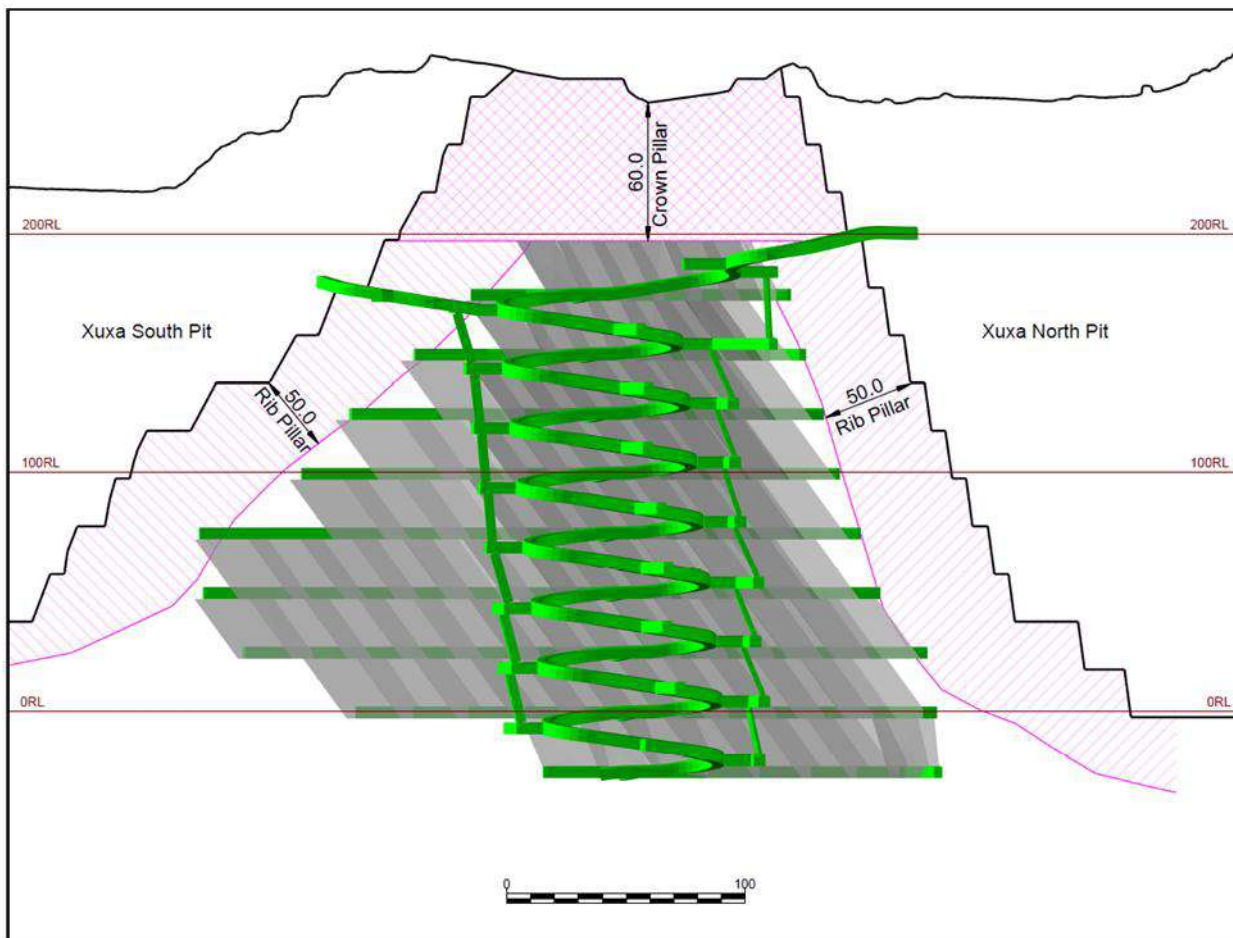 60.0
Crown Pillar
200RL
200RL
Xuxa South Pit
Xuxa North Pit
50.0
Rib Pillar
50.0
Rib Pillar
100RL
100RL
0RL
0RL
0
100